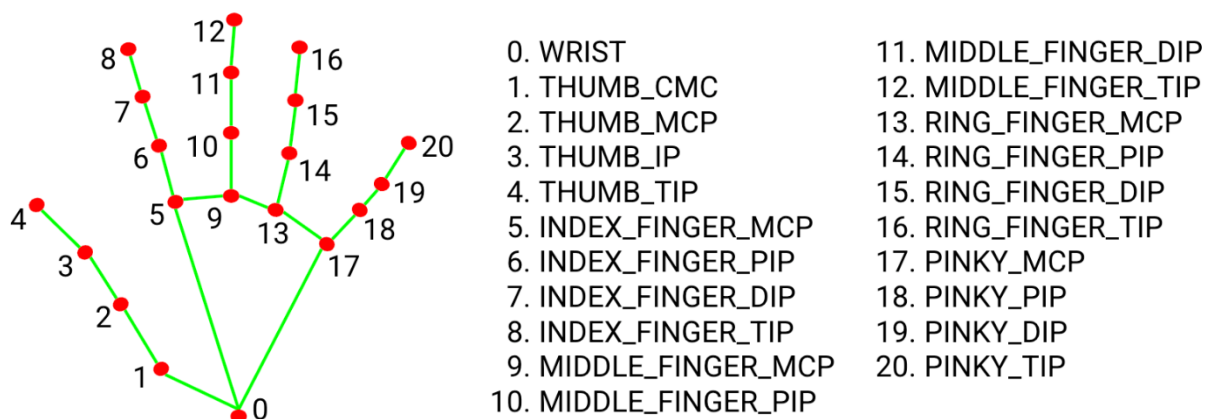 12
8
16
11
7
15
10
6
20
14
19
4
5
9
13
18
3
17
2
1
0
0. WRIST
1. THUMB_CMC
2. THUMB_MCP
3. THUMB_IP
4. THUMB_TIP
5. INDEX_FINGER_MCP
6. INDEX_FINGER_PIP
7. INDEX_FINGER_DIP
8. INDEX_FINGER_TIP
9. MIDDLE_FINGER_MCP
10. MIDDLE_FINGER_PIP
11. MIDDLE_FINGER_DIP
12. MIDDLE_FINGER_TIP
13. RING_FINGER_MCP
14. RING_FINGER_PIP
15. RING_FINGER_DIP
16. RING_FINGER_TIP
17. PINKY_MCP
18. PINKY_PIP
19. PINKY_DIP
20. PINKY_TIP